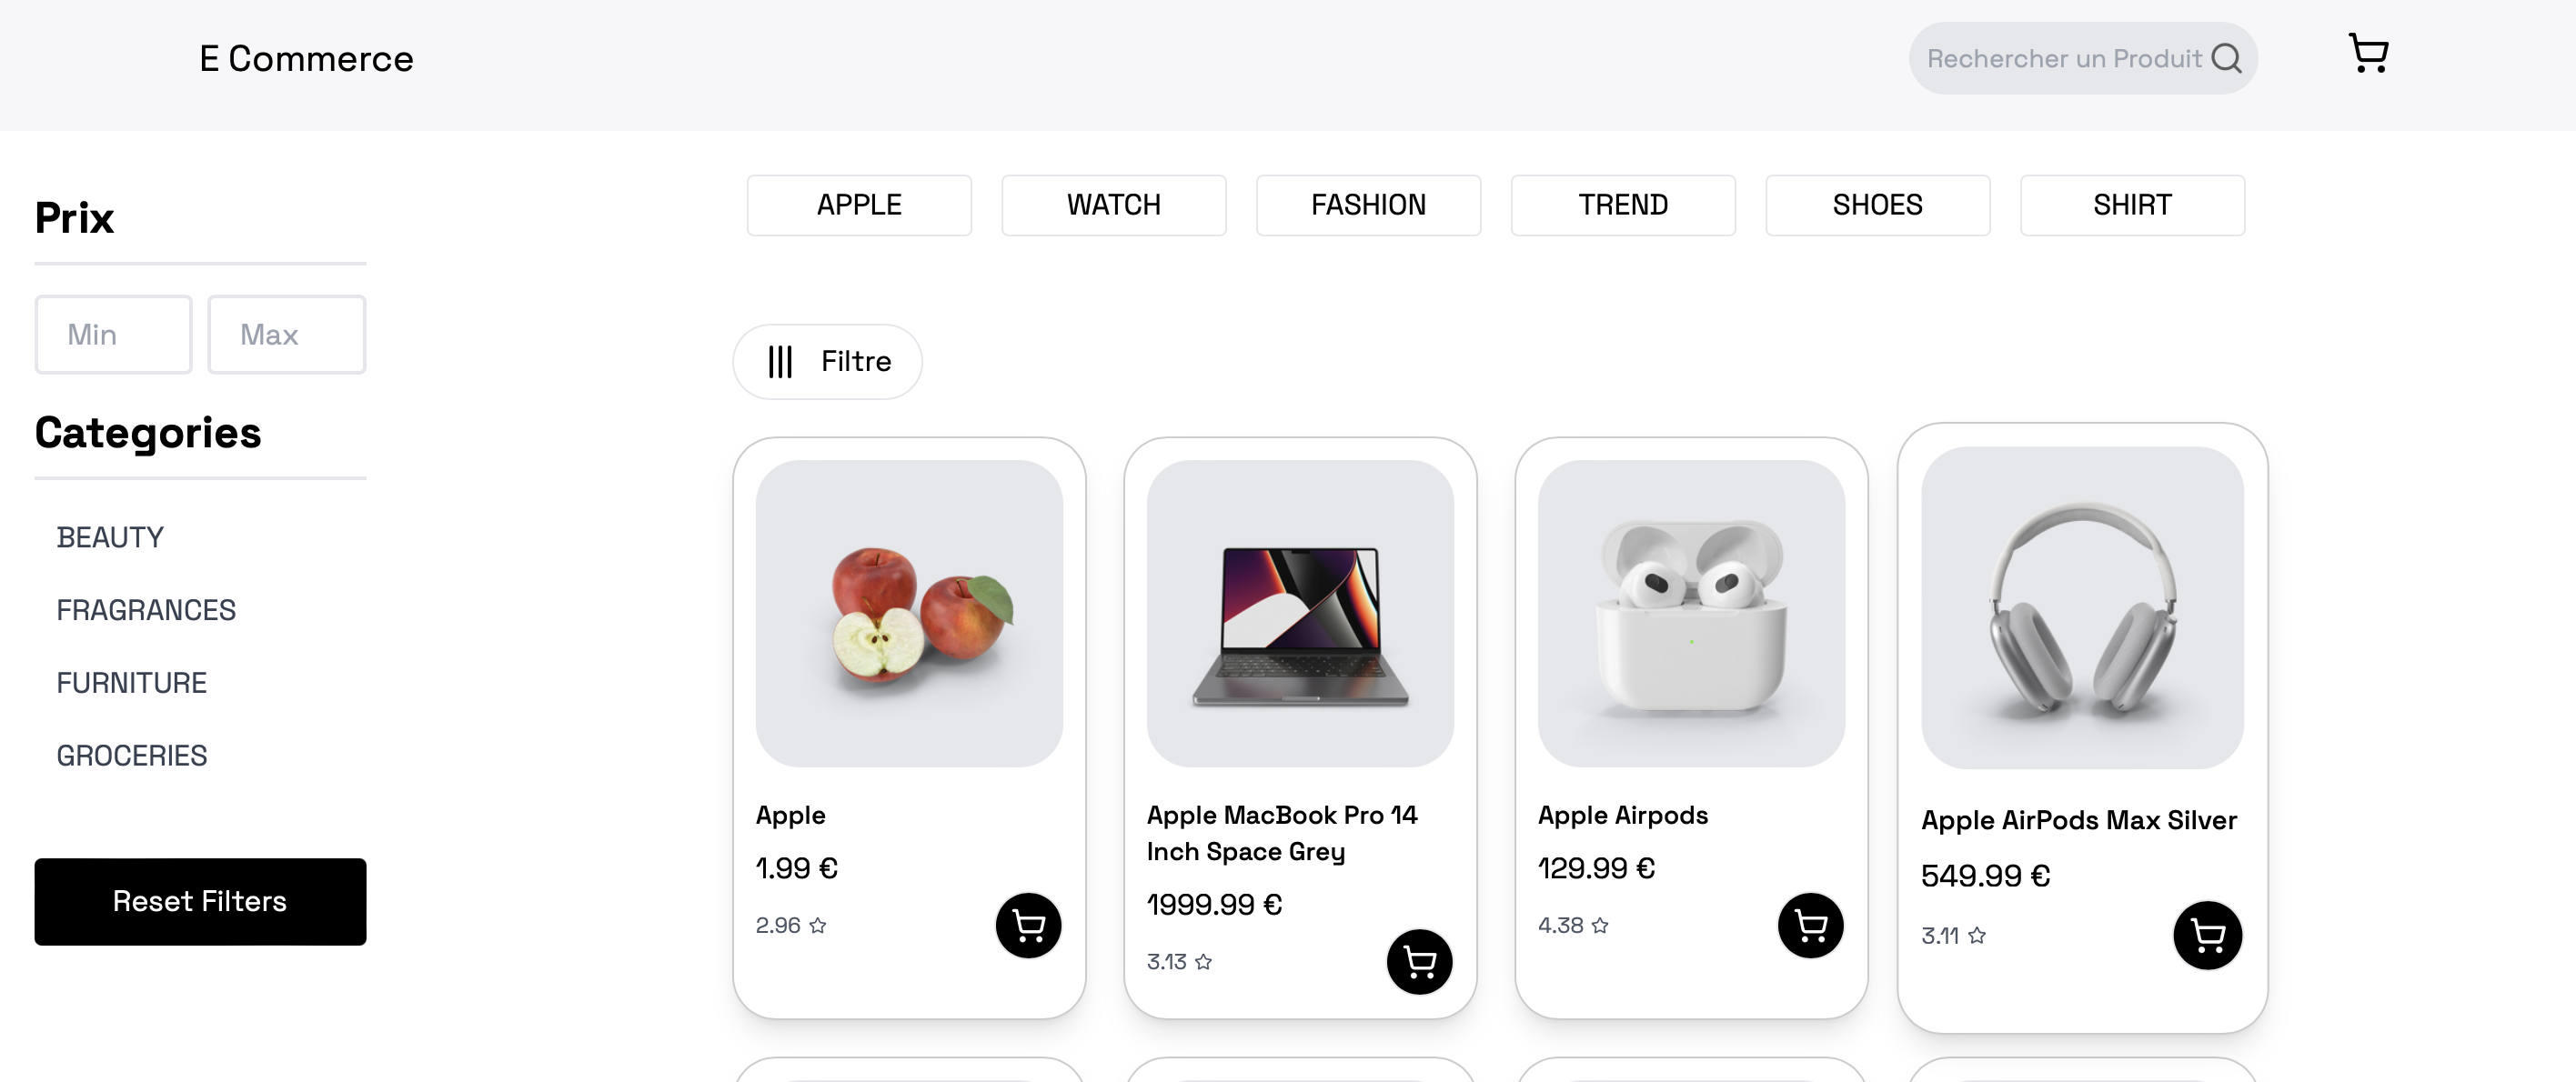 E Commerce
Rechercher un Produit
Prix
Min
Max
Categories
BEAUTY
FRAGRANCES
FURNITURE
GROCERIES
Reset Filters
APPLE
WATCH
FASHION
TREND
SHOES
SHIRT
Filtre
Apple
1.99 €
2.96
Apple MacBook Pro 14
Inch Space Grey
1999.99 €
3.13
Apple Airpods
129.99 €
4.38
Apple AirPods Max Silver
549.99 €
3.11